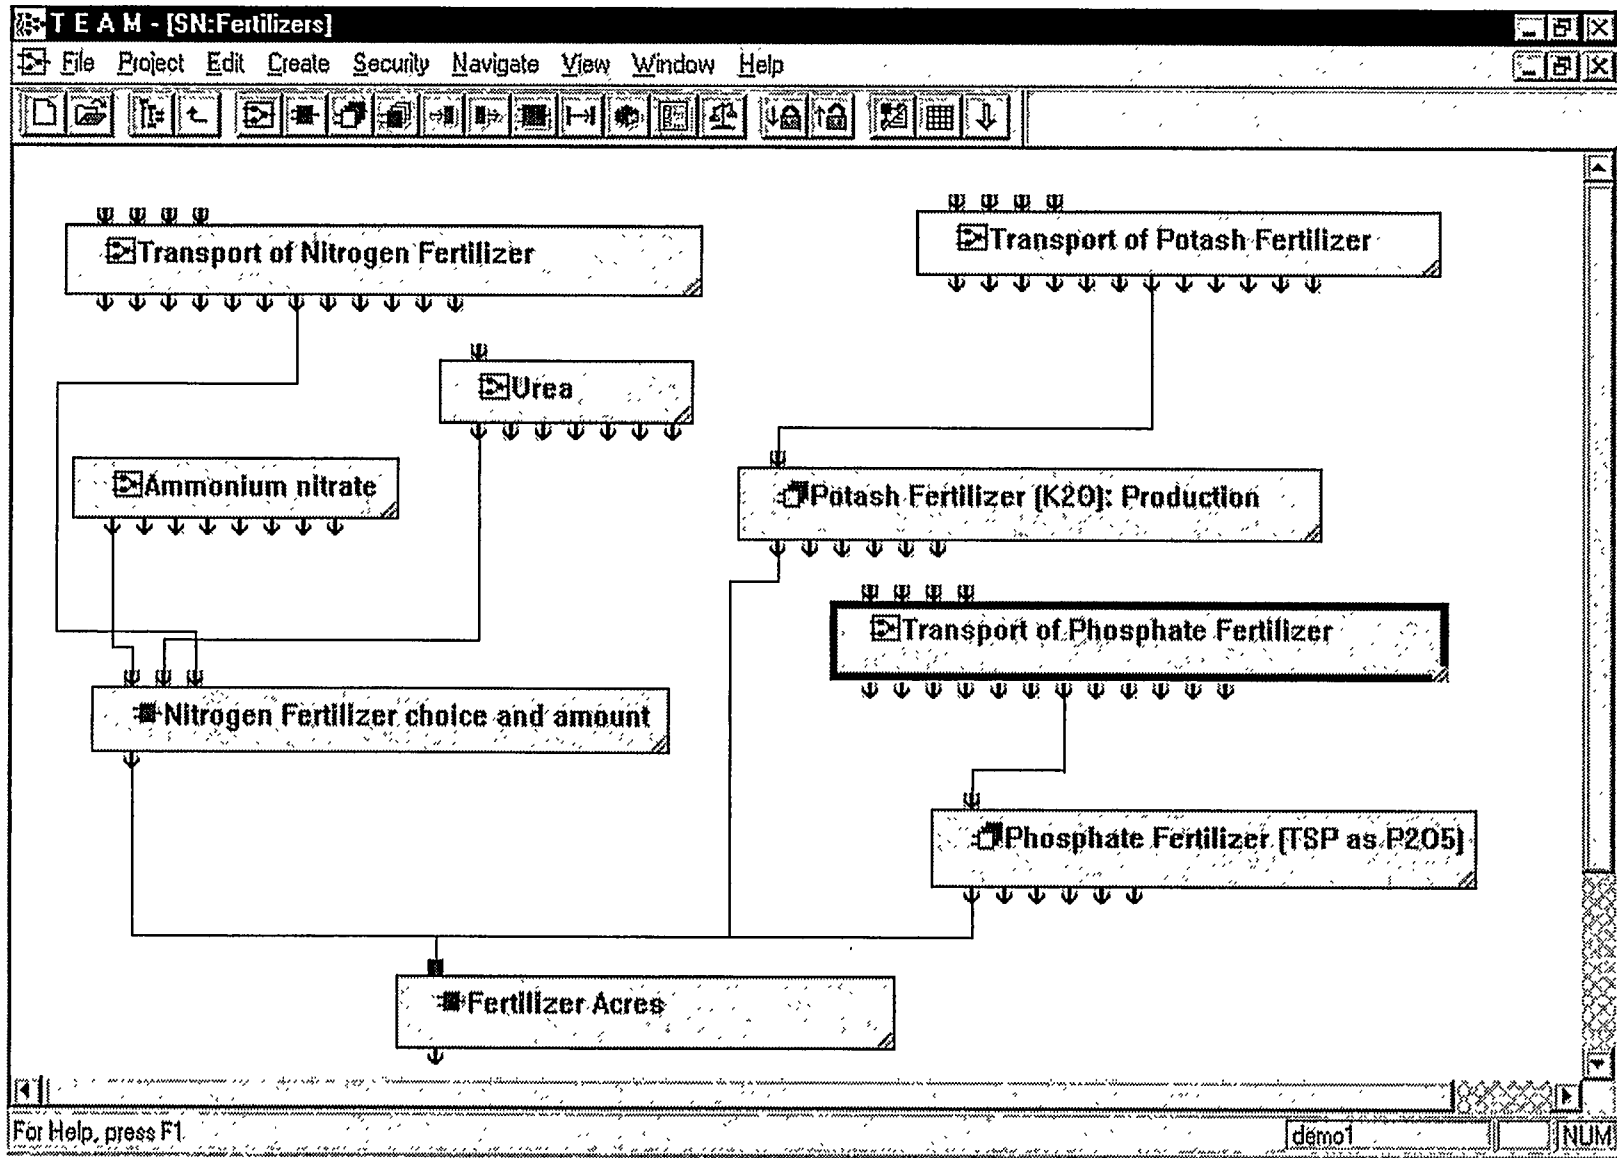 T E A M - [SN:Fertilizers]
File Project Edit Create Security Navigate View Window Help
Transport of Nitrogen Fertilizer
Transport of Potash Fertilizer
Urea
Ammonium nitrate
Potash Fertilizer (K2O): Production
Transport of Phosphate Fertilizer
Nitrogen Fertilizer choice and amount
Phosphate Fertilizer (TSP as P2O5)
Fertilizer Acres
For Help, press F1
demo1
NUM